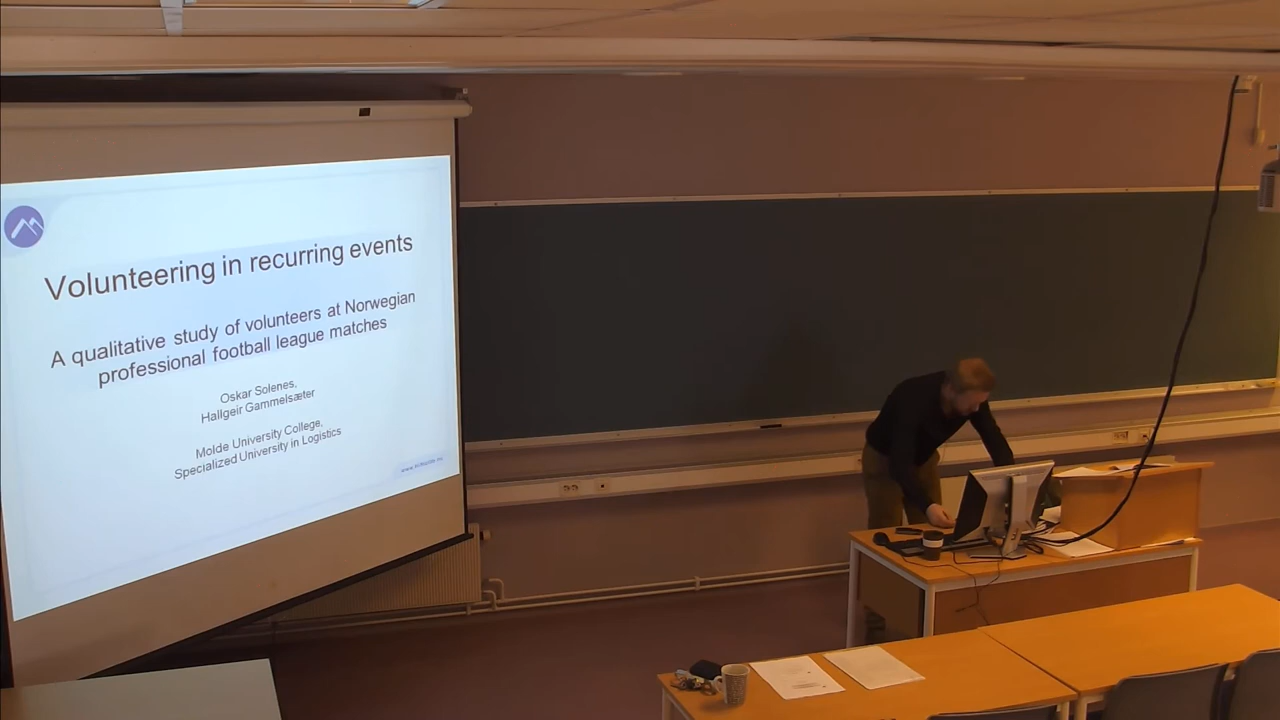 Volunteering in recurring events
A qualitative study of volunteers at Norwegian
professional football league matches
Oskar Solenes,
Hallgeir Gammelsæter
Molde University College,
Specialized University in Logistics